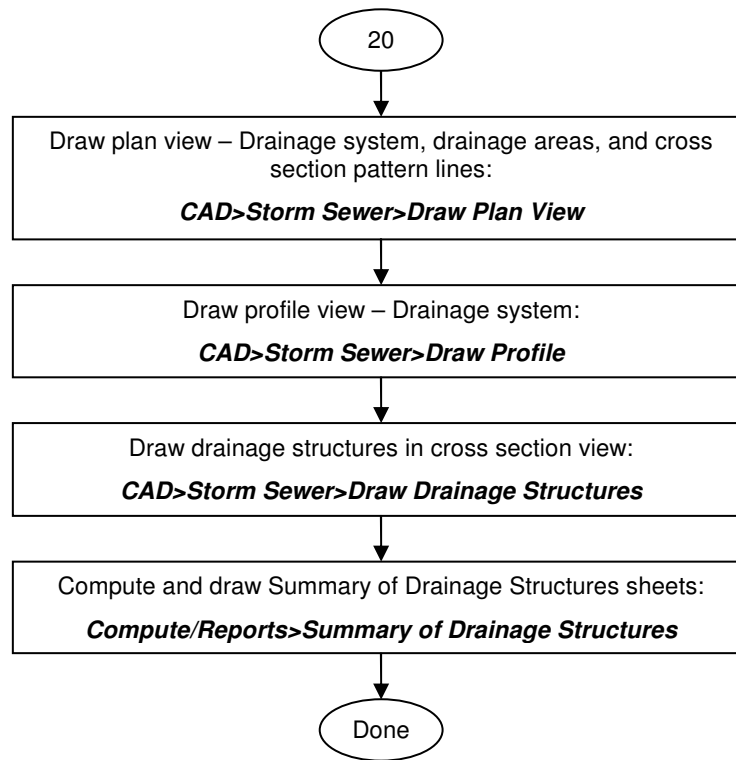 20
Draw plan view – Drainage system, drainage areas, and cross
section pattern lines:
CAD>Storm Sewer>Draw Plan View
Draw profile view – Drainage system:
CAD>Storm Sewer>Draw Profile
Draw drainage structures in cross section view:
CAD>Storm Sewer>Draw Drainage Structures
Compute and draw Summary of Drainage Structures sheets:
Compute/Reports>Summary of Drainage Structures
Done